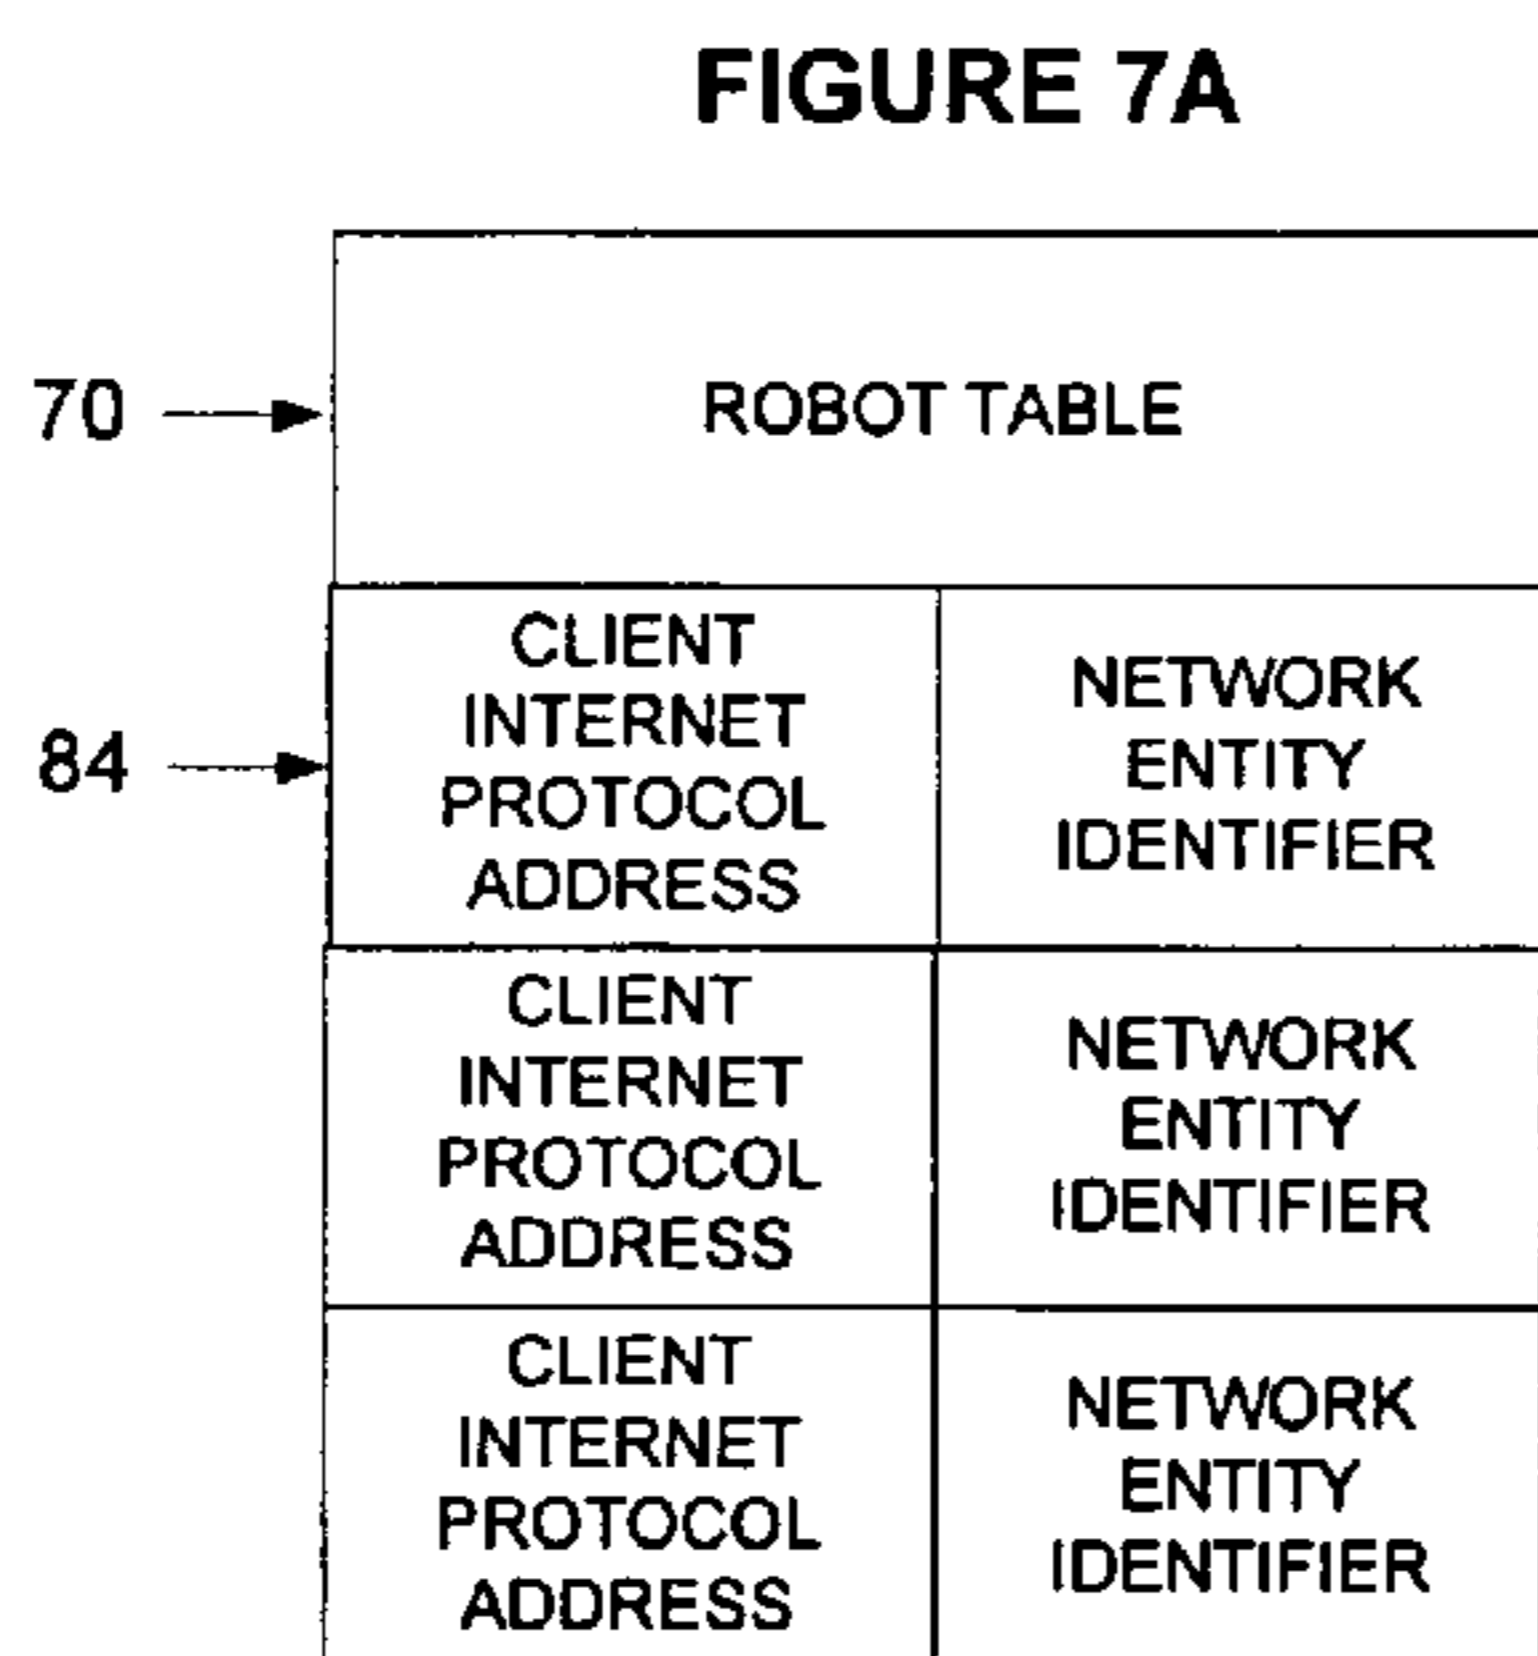 FIGURE 7A
70
ROBOT TABLE
84
CLIENT
INTERNET
PROTOCOL
ADDRESS
NETWORK
ENTITY
IDENTIFIER
CLIENT
INTERNET
PROTOCOL
ADDRESS
NETWORK
ENTITY
IDENTIFIER
CLIENT
INTERNET
PROTOCOL
ADDRESS
NETWORK
ENTITY
IDENTIFIER